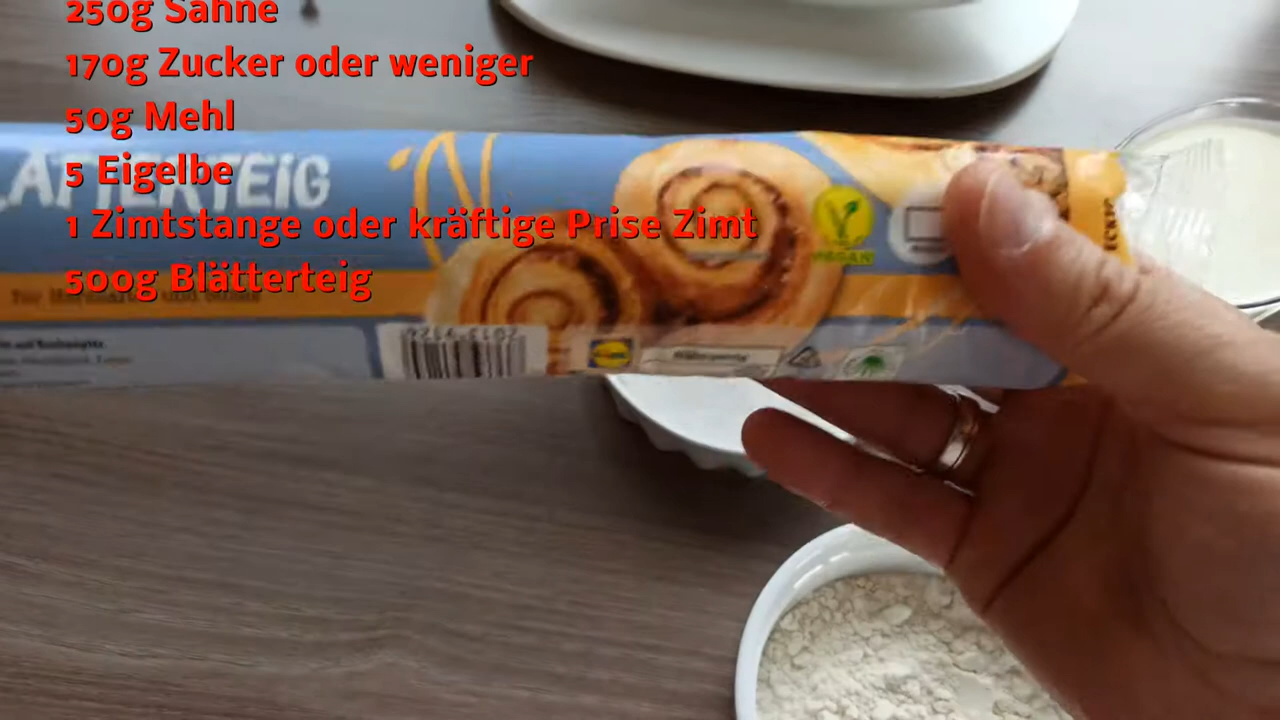 250g Sahne
170g Zucker oder weniger
50g Mehl
5 Eigelbe
1 Zimtstange oder kräftige Prise Zimt
500g Blätterteig
LÄTTERTEIG
VEGAN